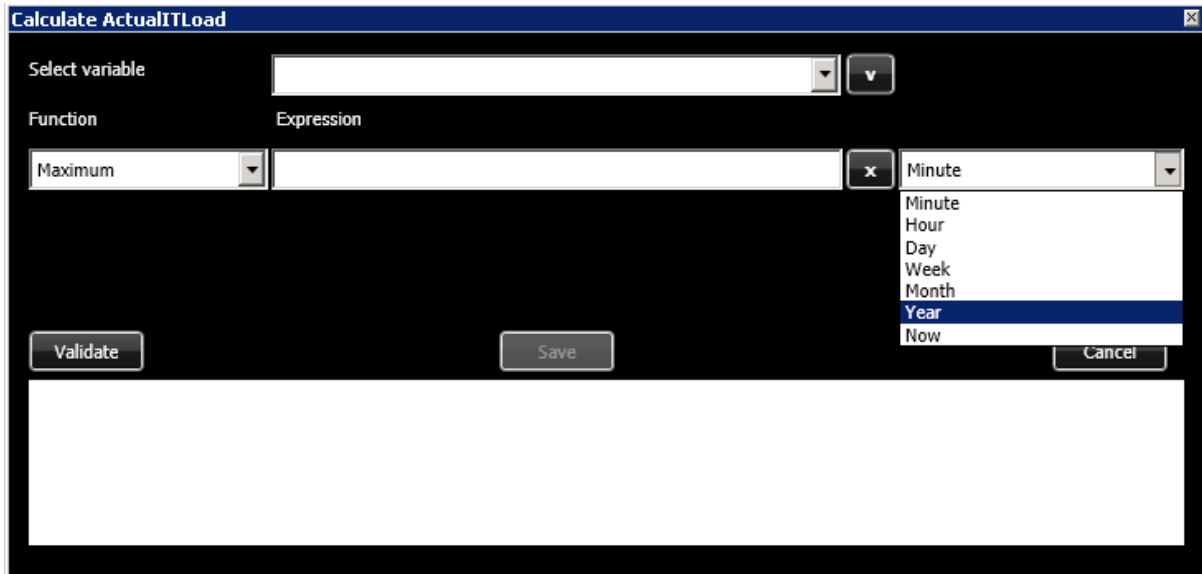 Calculate ActualITLoad
Select variable
v
Function Expression
Maximum x Minute
Minute
Hour
Day
Week
Month
Year
Now
Validate Save Cancel